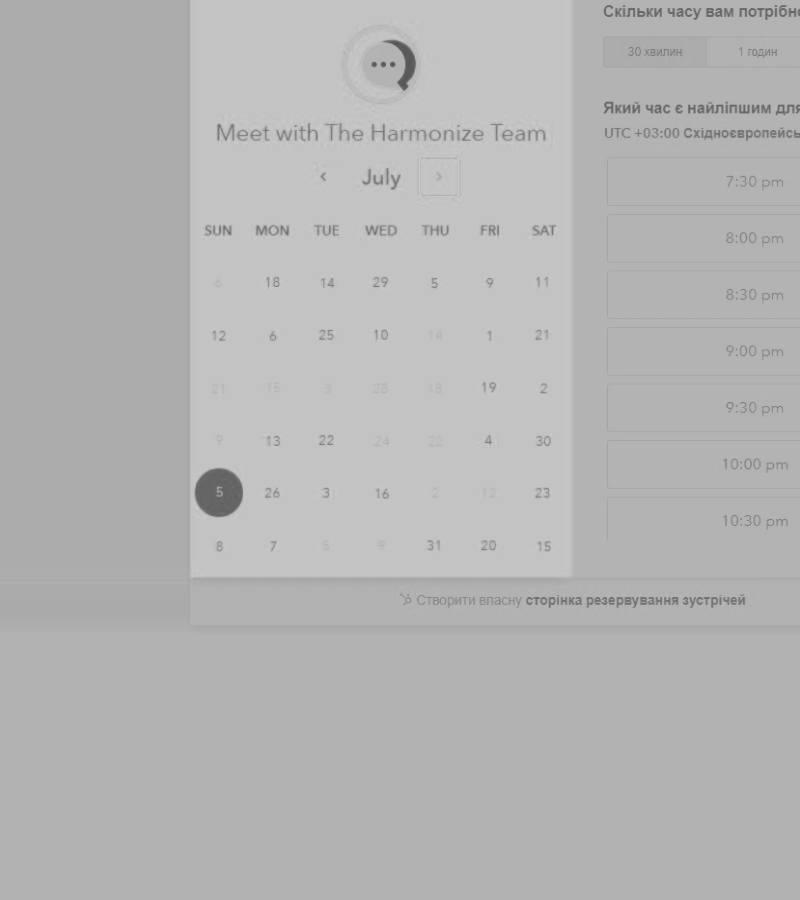 Meet with The Harmonize Team
July
SUN MON TUE WED THU FRI SAT
6 18 14 29 5 9 11
12 6 25 10 14 1 21
21 15 3 28 18 19 2
9 13 22 24 22 4 30
5 26 3 16 2 12 23
8 7 5 9 31 20 15
Скільки часу вам потрібно
30 хвилин 1 годин
Який час є найліпшим для
UTC +03:00 Східноєвропейсь
7:30 pm
8:00 pm
8:30 pm
9:00 pm
9:30 pm
10:00 pm
10:30 pm
Створити власну сторінка резервування зустрічей